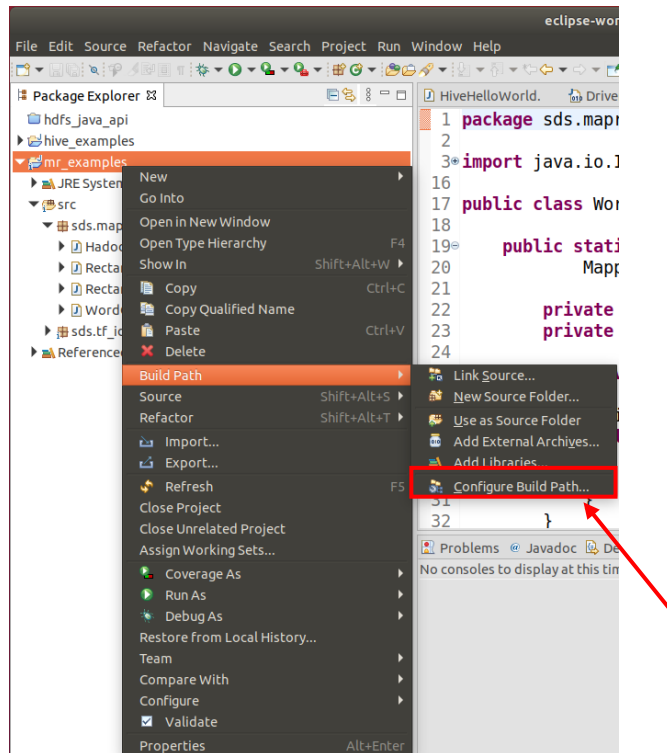 eclipse-wor
File Edit Source Refactor Navigate Search Project Run Window Help
Package Explorer
HiveHelloWorld.
Drive
hdfs_java_api
hive_examples
mr_examples
JRE System
src
sds.map
Hadoo
Recta
Recta
Word
sds.tf_id
Reference
New
Go Into
Open in New Window
Open Type Hierarchy F4
Show In Shift+Alt+W
Copy Ctrl+C
Copy Qualified Name
Paste Ctrl+V
Delete
Build Path
Source Shift+Alt+S
Refactor Shift+Alt+T
Import...
Export...
Refresh F5
Close Project
Close Unrelated Project
Assign Working Sets...
Coverage As
Run As
Debug As
Restore from Local History...
Team
Compare With
Configure
Validate
Properties Alt+Enter
1 package sds.mapr
2
3 import java.io.I
16
17 public class Wor
18
19 public stati
20 Mapp
21
22 private
23 private
24
Link Source...
New Source Folder...
Use as Source Folder
Add External Archives...
Add Libraries...
Configure Build Path...
31 }
32 }
Problems Javadoc De
No consoles to display at this tim